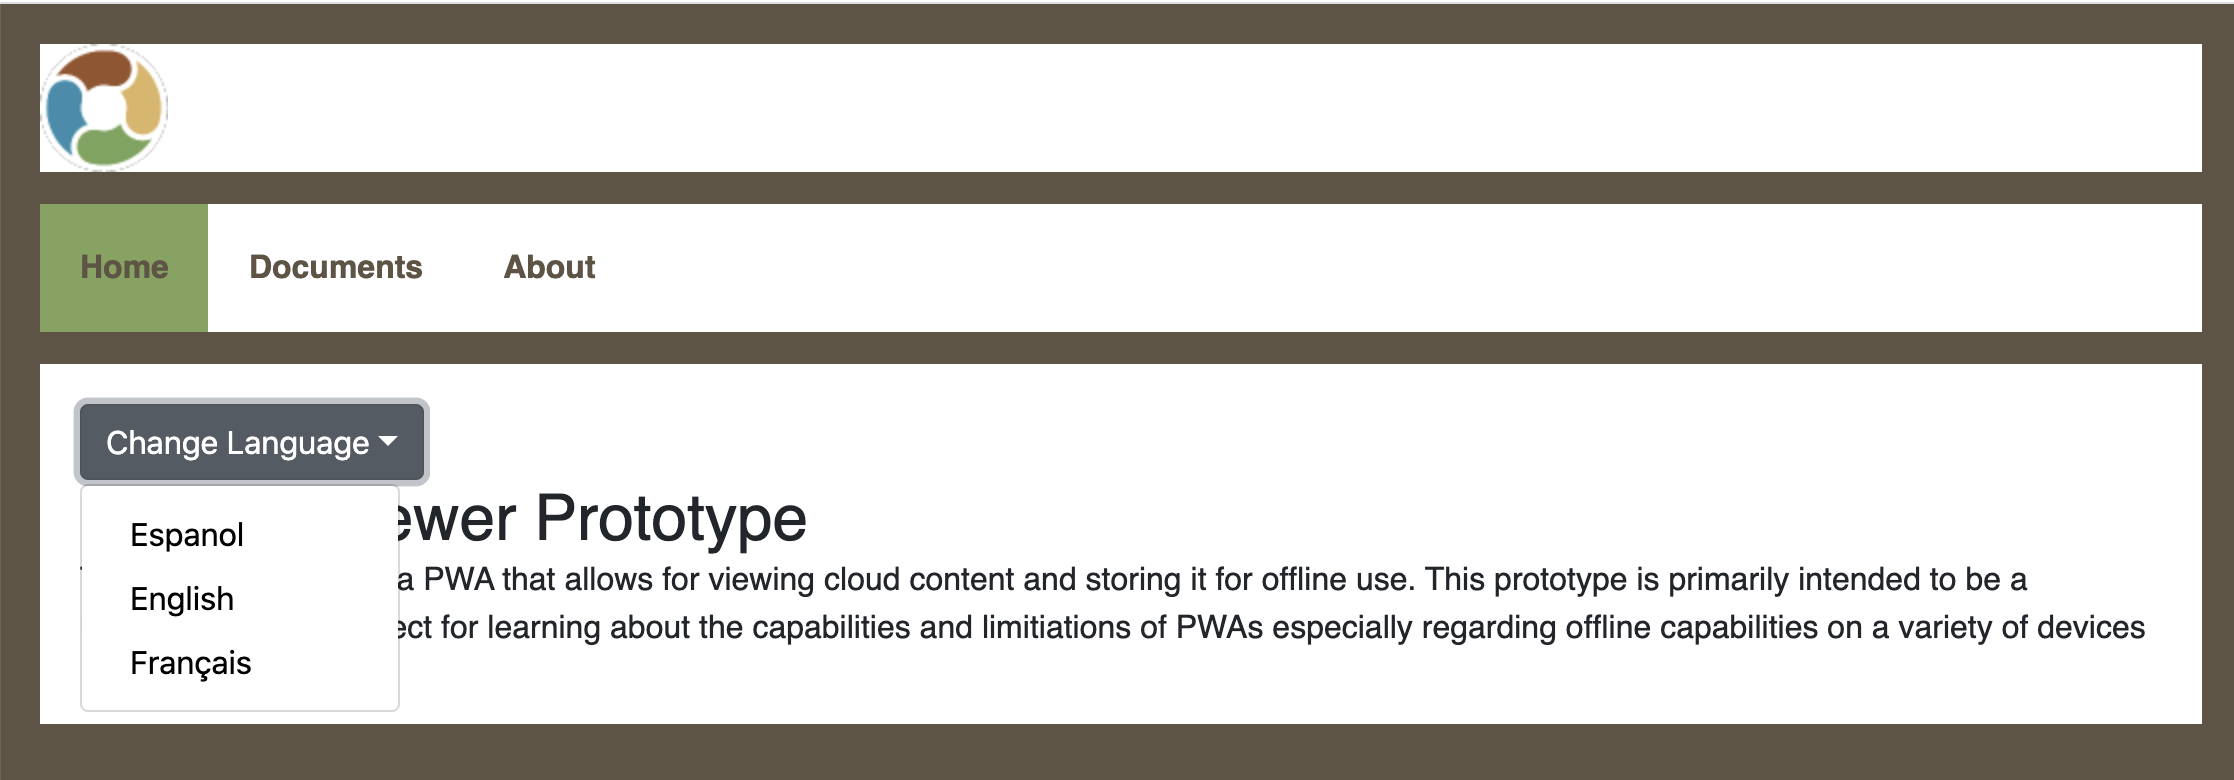 Home Documents About
Change Language
Espanol
English
Français
ewer Prototype
a PWA that allows for viewing cloud content and storing it for offline use. This prototype is primarily intended to be a
ect for learning about the capabilities and limitiations of PWAs especially regarding offline capabilities on a variety of devices